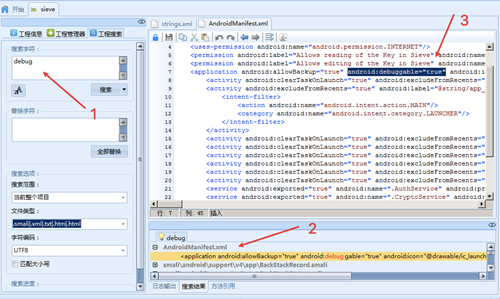 开始
sieve
工程信息
工程管理器
工程搜索
搜索字符:
debug
搜索
替换字符:
全部替换
搜索选项:
搜索范围:
当前整个项目
文件类型:
.smali|.xml|.txt|.htm|.html
字符编码:
UTF8
匹配大小写
搜索进度:
1
2
3
strings.xml
AndroidManifest.xml
4 <uses-permission android:name="android.permission.INTERNET"/>
5 <permission android:label="Allows reading of the Key in Sieve" android:name
6 <permission android:label="Allows editing of the Key in Sieve" android:name
7 <application android:allowBackup="true" android:debuggable="true" android:i
8 <activity android:clearTaskOnLaunch="true" android:excludeFromRecents="
9 <activity android:excludeFromRecents="true" android:label="@string/app_
10 <intent-filter>
11 <action android:name="android.intent.action.MAIN"/>
12 <category android:name="android.intent.category.LAUNCHER"/>
13 </intent-filter>
14 </activity>
15 <activity android:clearTaskOnLaunch="true" android:excludeFromRecents="
16 <activity android:clearTaskOnLaunch="true" android:excludeFromRecents="
17 <activity android:clearTaskOnLaunch="true" android:excludeFromRecents="
18 <activity android:clearTaskOnLaunch="true" android:excludeFromRecents="
19 <activity android:clearTaskOnLaunch="true" android:excludeFromRecents="
20 <service android:exported="true" android:name=".AuthService" android:pr
21 <service android:exported="true" android:name=".CryptoService" android:
行: 7 列: 45 插入
debug
AndroidManifest.xml
<application android:allowBackup="true" android:debuggable="true" android:icon="@drawable/ic_launch
smali\android\support\v4\app\BackStackRecord.smali
日志输出
搜索结果
方法引用